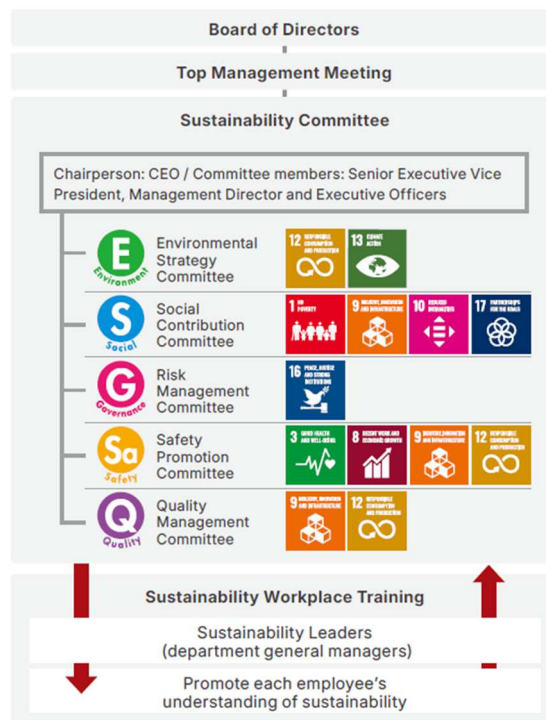 Board of Directors
Top Management Meeting
Sustainability Committee
Chairperson: CEO / Committee members: Senior Executive Vice
President, Management Director and Executive Officers
E
Environment
Environmental
Strategy
Committee
12 RESPONSIBLE
CONSUMPTION
AND PRODUCTION
13 CLIMATE
ACTION
S
Social
Social
Contribution
Committee
1 NO
POVERTY
9 INDUSTRY, INNOVATION
AND INFRASTRUCTURE
10 REDUCED
INEQUALITIES
17 PARTNERSHIPS
FOR THE GOALS
G
Governance
Risk
Management
Committee
16 PEACE, JUSTICE
AND STRONG
INSTITUTIONS
Sa
Safety
Safety
Promotion
Committee
3 GOOD HEALTH
AND WELL-BEING
8 DECENT WORK AND
ECONOMIC GROWTH
9 INDUSTRY, INNOVATION
AND INFRASTRUCTURE
12 RESPONSIBLE
CONSUMPTION
AND PRODUCTION
Q
Quality
Quality
Management
Committee
9 INDUSTRY, INNOVATION
AND INFRASTRUCTURE
12 RESPONSIBLE
CONSUMPTION
AND PRODUCTION
Sustainability Workplace Training
Sustainability Leaders
(department general managers)
Promote each employee's
understanding of sustainability